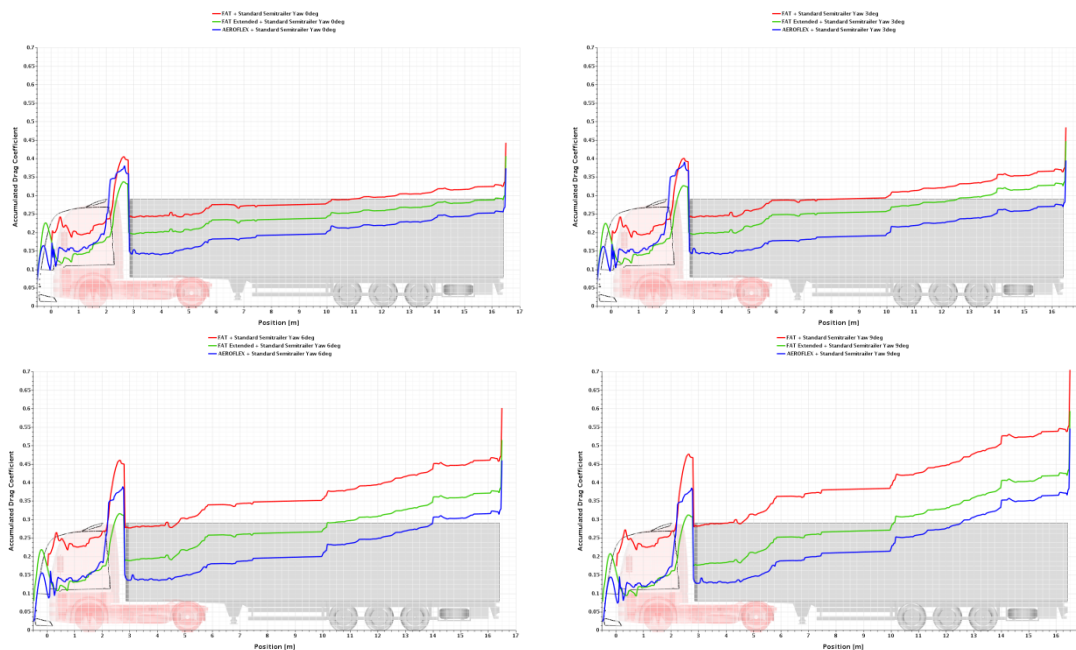 FAT + Standard Semitrailer Yaw 0deg
FAT Extended + Standard Semitrailer Yaw 0deg
AEROFLEX + Standard Semitrailer Yaw 0deg
0.7
0.65
0.6
0.55
0.5
0.45
0.4
0.35
0.3
0.25
0.2
0.15
0.1
0.05
0
Accumulated Drag Coefficient
0 1 2 3 4 5 6 7 8 9 10 11 12 13 14 15 16 17
Position (m)
FAT + Standard Semitrailer Yaw 3deg
FAT Extended + Standard Semitrailer Yaw 3deg
AEROFLEX + Standard Semitrailer Yaw 3deg
0.7
0.65
0.6
0.55
0.5
0.45
0.4
0.35
0.3
0.25
0.2
0.15
0.1
0.05
0
Accumulated Drag Coefficient
0 1 2 3 4 5 6 7 8 9 10 11 12 13 14 15 16
Position (m)
FAT + Standard Semitrailer Yaw 6deg
FAT Extended + Standard Semitrailer Yaw 6deg
AEROFLEX + Standard Semitrailer Yaw 6deg
0.7
0.65
0.6
0.55
0.5
0.45
0.4
0.35
0.3
0.25
0.2
0.15
0.1
0.05
0
Accumulated Drag Coefficient
0 1 2 3 4 5 6 7 8 9 10 11 12 13 14 15 16 17
Position (m)
FAT + Standard Semitrailer Yaw 9deg
FAT Extended + Standard Semitrailer Yaw 9deg
AEROFLEX + Standard Semitrailer Yaw 9deg
0.7
0.65
0.6
0.55
0.5
0.45
0.4
0.35
0.3
0.25
0.2
0.15
0.1
0.05
0
Accumulated Drag Coefficient
0 1 2 3 4 5 6 7 8 9 10 11 12 13 14 15 16
Position (m)